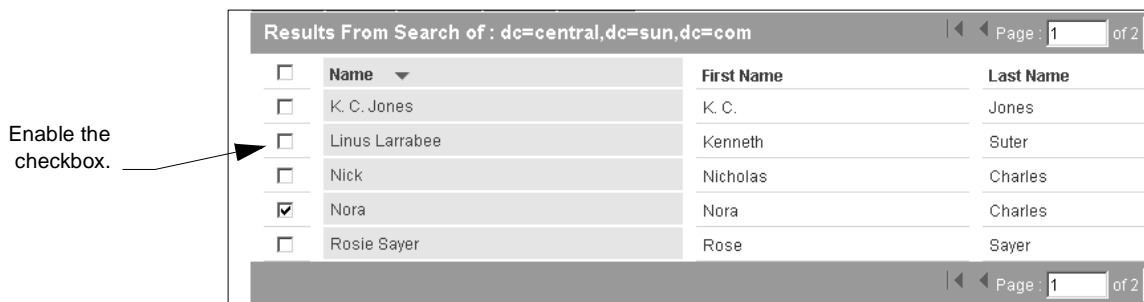 Results From Search of : dc=central,dc=sun,dc=com Page : 1 of 2
Name First Name Last Name
K. C. Jones K. C. Jones
Enable the
checkbox.
Linus Larrabee Kenneth Suter
Nick Nicholas Charles
Nora Nora Charles
Rosie Sayer Rose Sayer
Page : 1 of 2